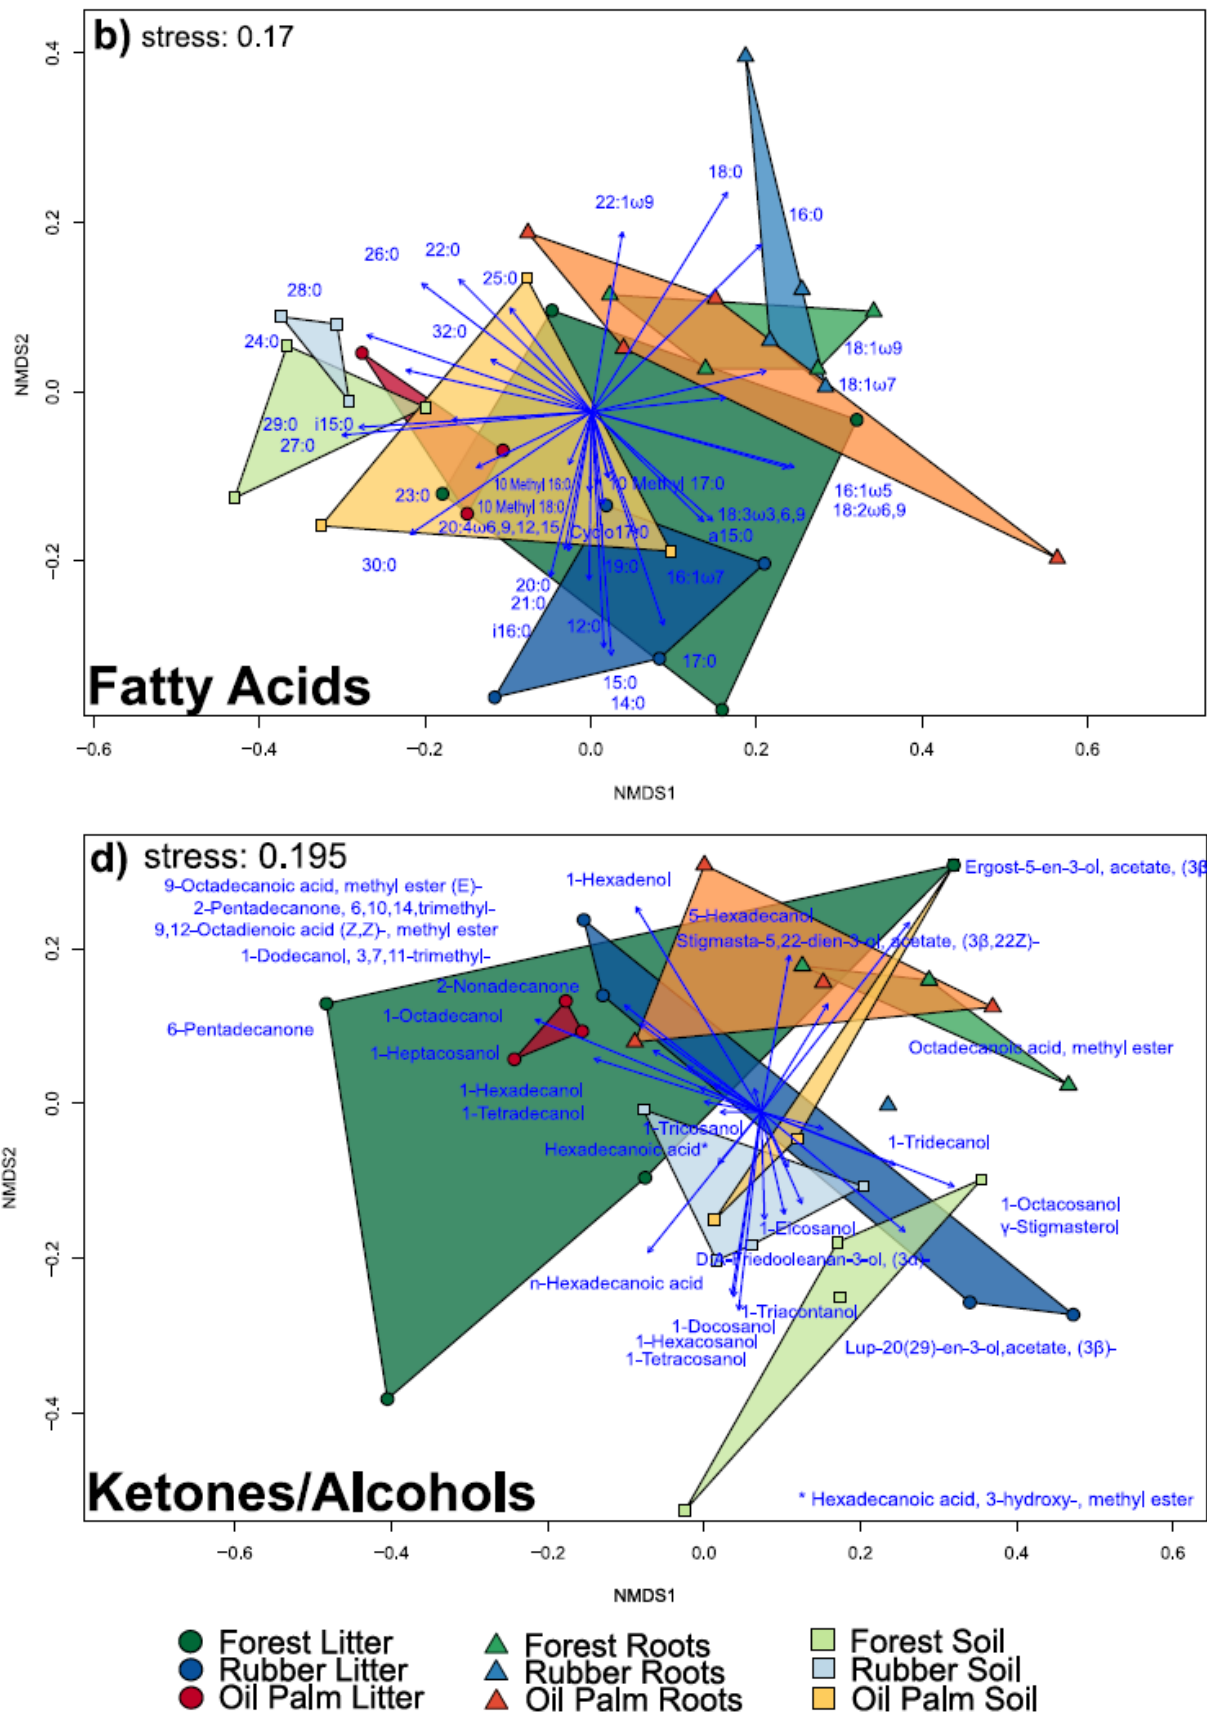 b) stress: 0.17
0.4
0.2
0.0
−0.2
NMDS2
18:0
22:1ω9
16:0
26:0
22:0
25:0
28:0
32:0
24:0
18:1ω9
18:1ω7
29:0
i15:0
27:0
10 Methyl 16:0
10 Methyl 17:0
23:0
10 Methyl 18:0
16:1ω5
18:2ω6,9
18:3ω3,6,9
20:4ω6,9,12,15
Cyclo17:0
a15:0
30:0
19:0
16:1ω7
20:0
21:0
i16:0
12:0
17:0
15:0
14:0
Fatty Acids
−0.6 −0.4 −0.2 0.0 0.2 0.4 0.6
NMDS1
d) stress: 0.195
0.2
0.0
−0.2
−0.4
NMDS2
1−Hexadenol
Ergost−5−en−3−ol, acetate, (3β
9−Octadecanoic acid, methyl ester (E)−
2−Pentadecanone, 6,10,14,trimethyl−
5−Hexadecanol
9,12−Octadienoic acid (Z,Z)−, methyl ester
Stigmasta−5,22−dien−3−ol, acetate, (3β,22Z)−
1−Dodecanol, 3,7,11−trimethyl−
2−Nonadecanone
1−Octadecanol
6−Pentadecanone
1−Heptacosanol
Octadecanoic acid, methyl ester
1−Hexadecanol
1−Tetradecanol
1−Tricosanol
1−Tridecanol
Hexadecanoic acid*
1−Octacosanol
γ−Stigmasterol
1−Eicosanol
D:A−Friedooleanan−3−ol, (3α)−
n−Hexadecanoic acid
1−Triacontanol
1−Docosanol
1−Hexacosanol
1−Tetracosanol
Lup−20(29)−en−3−ol,acetate, (3β)−
Ketones/Alcohols
* Hexadecanoic acid, 3−hydroxy−, methyl ester
−0.6 −0.4 −0.2 0.0 0.2 0.4 0.6
NMDS1
Forest Litter Forest Roots Forest Soil
Rubber Litter Rubber Roots Rubber Soil
Oil Palm Litter Oil Palm Roots Oil Palm Soil